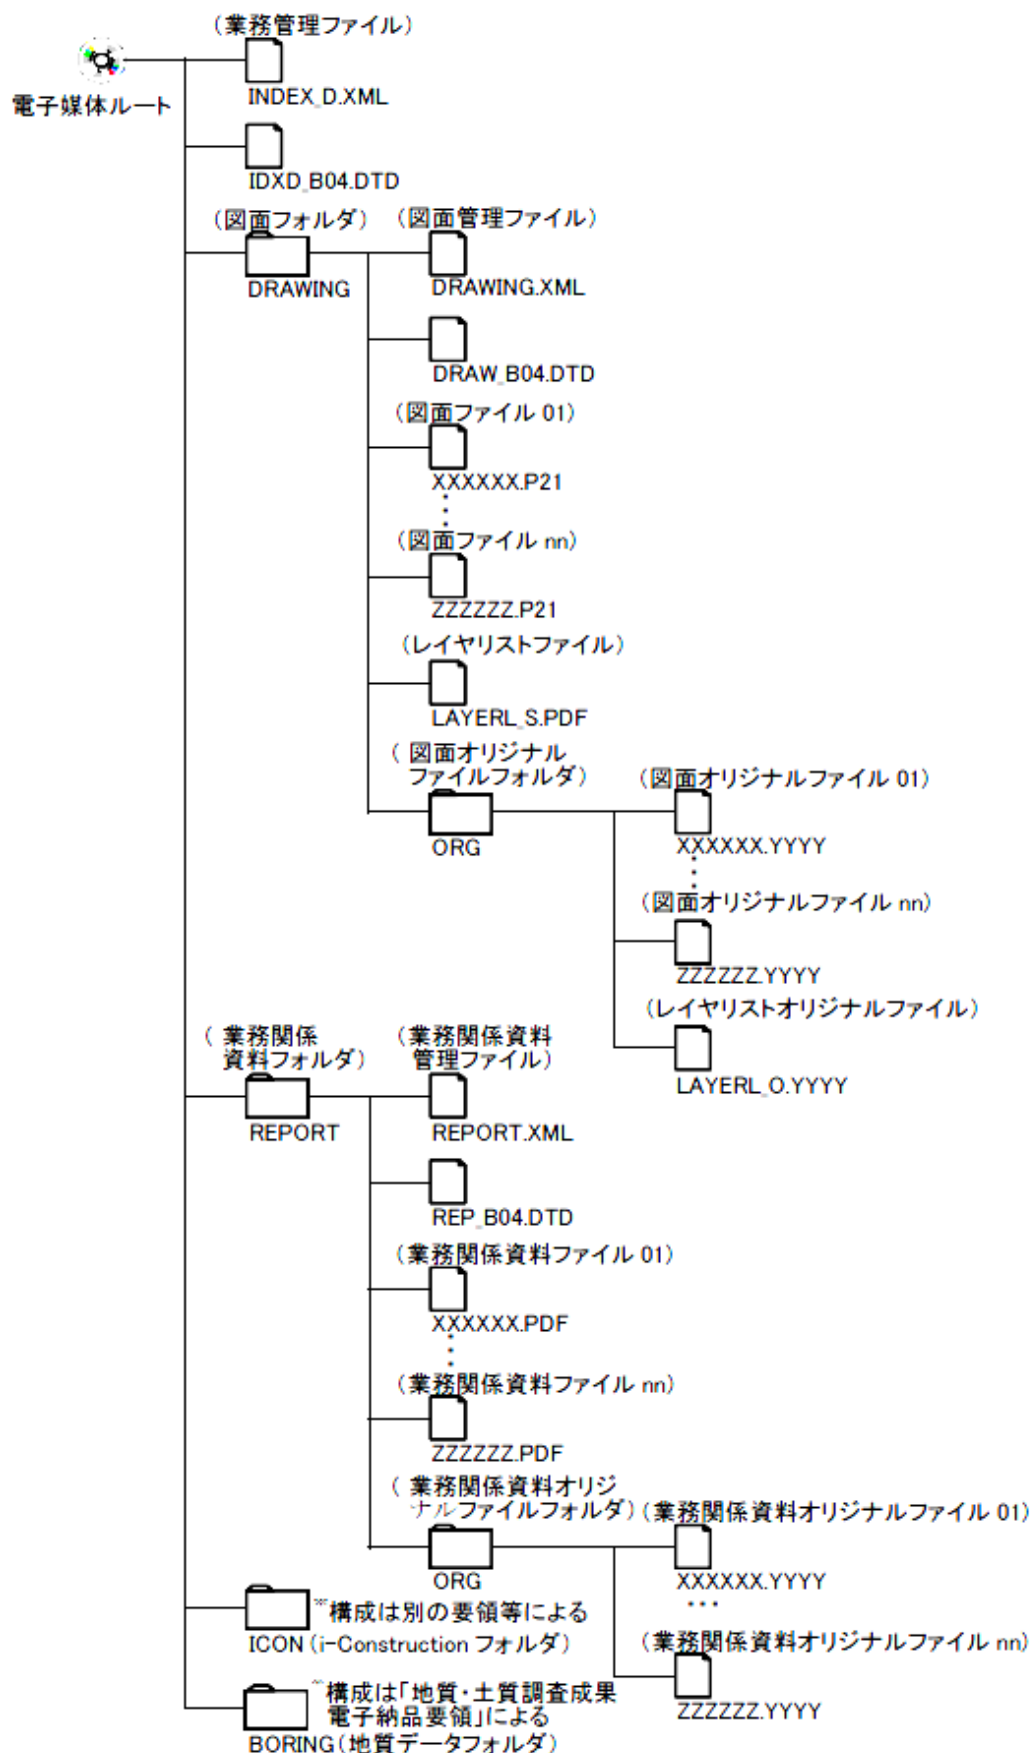 (業務管理ファイル)
電子媒体ルート
INDEX_D.XML
IDXD_B04.DTD
(図面フォルダ)
(図面管理ファイル)
DRAWING
DRAWING.XML
DRAW_B04.DTD
(図面ファイル 01)
XXXXXX.P21
(図面ファイル nn)
ZZZZZZ.P21
(レイヤリストファイル)
LAYERL_S.PDF
( 図面オリジナル
ファイルフォルダ)
ORG
(図面オリジナルファイル 01)
XXXXXX.YYYY
(図面オリジナルファイル nn)
ZZZZZZ.YYYY
(レイヤリストオリジナルファイル)
LAYERL_O.YYYY
( 業務関係
資料フォルダ)
REPORT
(業務関係資料
管理ファイル)
REPORT.XML
REP_B04.DTD
(業務関係資料ファイル 01)
XXXXXX.PDF
(業務関係資料ファイル nn)
ZZZZZZ.PDF
( 業務関係資料オリジ
ナルファイルフォルダ)
ORG
(業務関係資料オリジナルファイル 01)
XXXXXX.YYYY
(業務関係資料オリジナルファイル nn)
ZZZZZZ.YYYY
※構成は別の要領等による
ICON (i-Construction フォルダ)
※構成は「地質・土質調査成果
電子納品要領」による
BORING(地質データフォルダ)